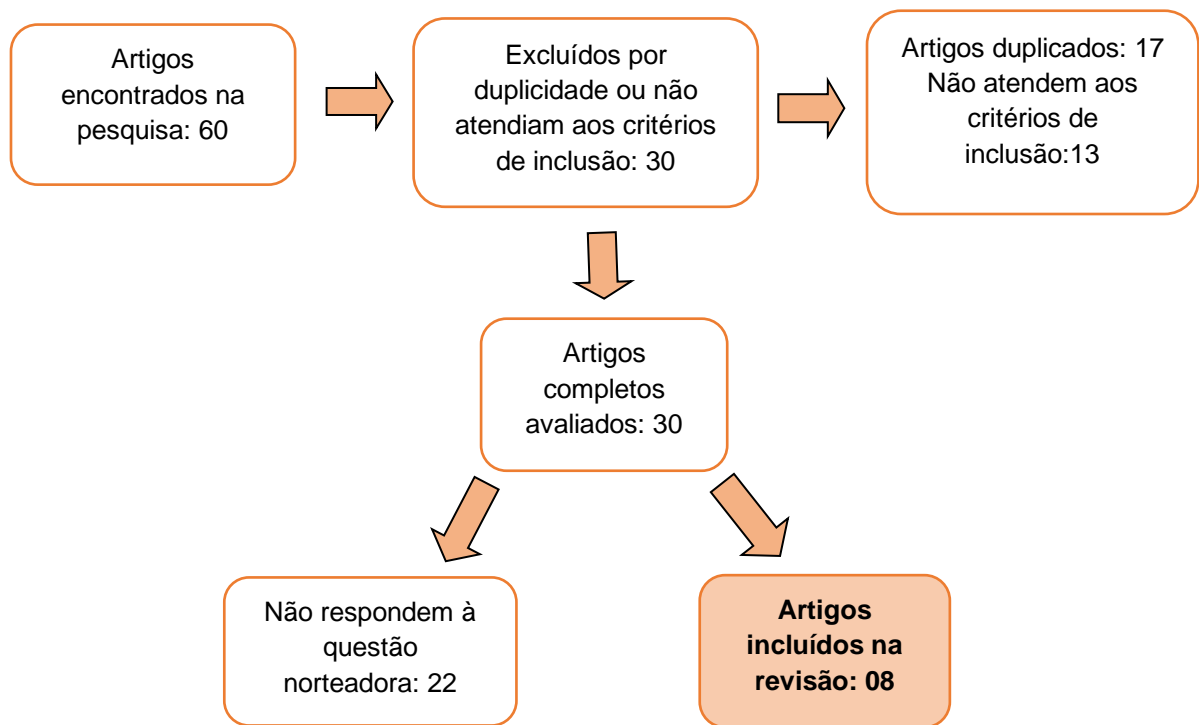 Artigos
encontrados na
pesquisa: 60
Excluídos por
duplicidade ou não
atendiam aos critérios
de inclusão: 30
Artigos duplicados: 17
Não atendem aos
critérios de
inclusão:13
Artigos
completos
avaliados: 30
Não respondem à
questão
norteadora: 22
Artigos
incluídos na
revisão: 08